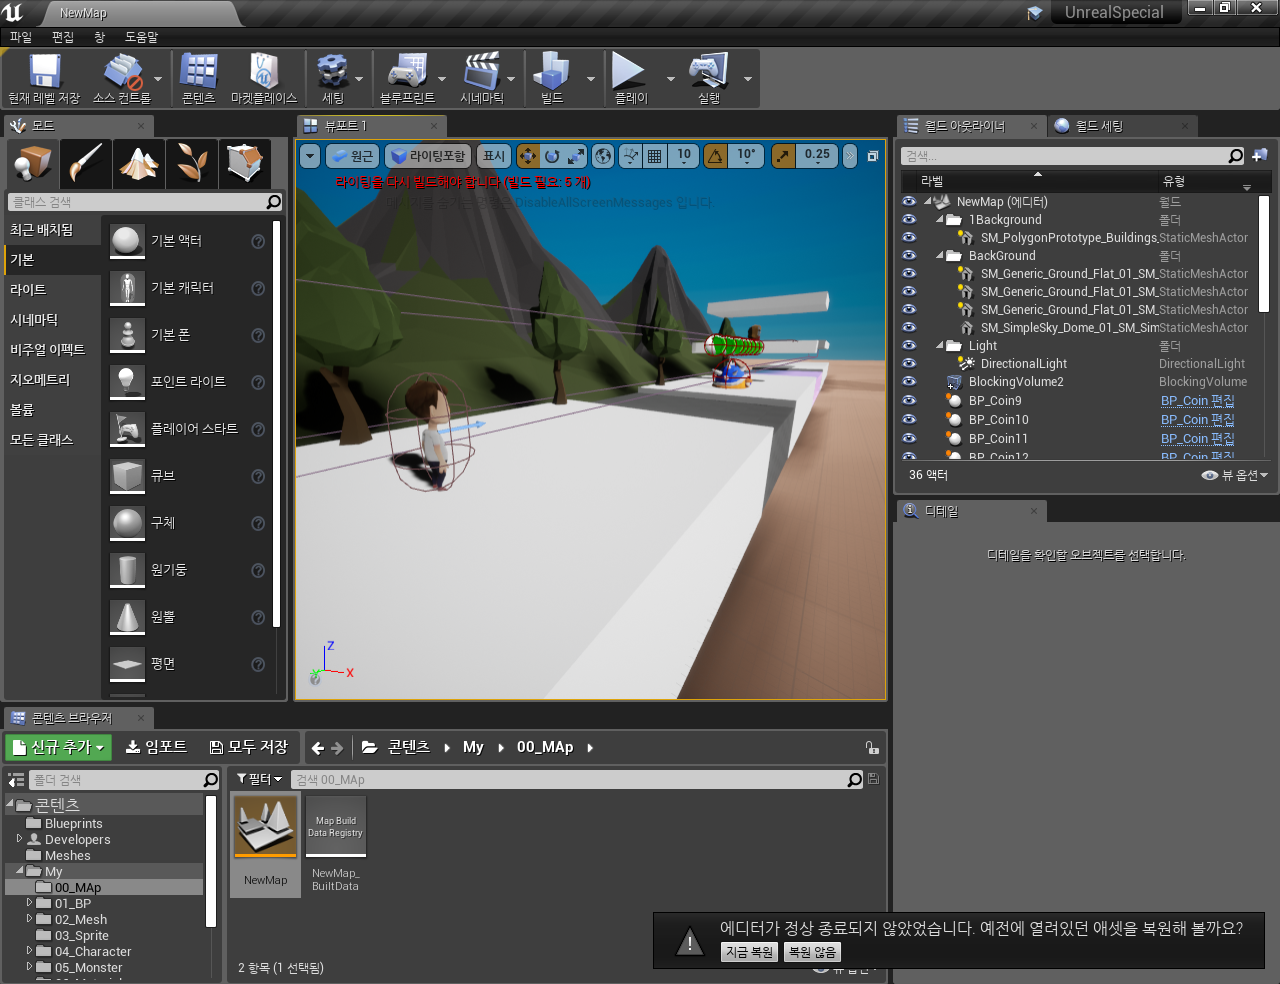 NewMap
UnrealSpecial
파일
편집
창
도움말
현재 레벨 저장
소스 컨트롤
콘텐츠
마켓플레이스
세팅
블루프린트
시네마틱
빌드
플레이
실행
모드
클래스 검색
최근 배치됨
기본
라이트
시네마틱
비주얼 이펙트
지오메트리
볼륨
모든 클래스
기본 액터
기본 캐릭터
기본 폰
포인트 라이트
플레이어 스타트
큐브
구체
원기둥
원뿔
평면
뷰포트 1
원근
라이팅포함
표시
10
10°
0.25
라이팅을 다시 빌드해야 합니다 (빌드 필요: 5 개)
DisableAllScreenMessages 입니다
Z
X
Y
월드 아웃라이너
월드 세팅
검색...
라벨
유형
NewMap (에디터) 월드
1Background 폴더
SM_PolygonPrototype_Buildings_ StaticMeshActor
BackGround 폴더
SM_Generic_Ground_Flat_01_SM_ StaticMeshActor
SM_Generic_Ground_Flat_01_SM_ StaticMeshActor
SM_Generic_Ground_Flat_01_SM_ StaticMeshActor
SM_SimpleSky_Dome_01_SM_Sim StaticMeshActor
Light 폴더
DirectionalLight DirectionalLight
BlockingVolume2 BlockingVolume
BP_Coin9 BP_Coin 편집
BP_Coin10 BP_Coin 편집
BP_Coin11 BP_Coin 편집
BP_Coin12 BP_Coin 편집
36 액터
뷰 옵션
디테일
디테일을 확인할 오브젝트를 선택합니다.
콘텐츠 브라우저
신규 추가
임포트
모두 저장
콘텐츠
My
00_MAp
폴더 검색
필터
검색 00_MAp
콘텐츠
Blueprints
Developers
Meshes
My
00_MAp
01_BP
02_Mesh
03_Sprite
04_Character
05_Monster
Map Build
Data Registry
NewMap
NewMap_
BuiltData
2 항목 (1 선택됨)
뷰 옵션
에디터가 정상 종료되지 않았었습니다. 예전에 열려있던 애셋을 복원해 볼까요?
지금 복원
복원 않음